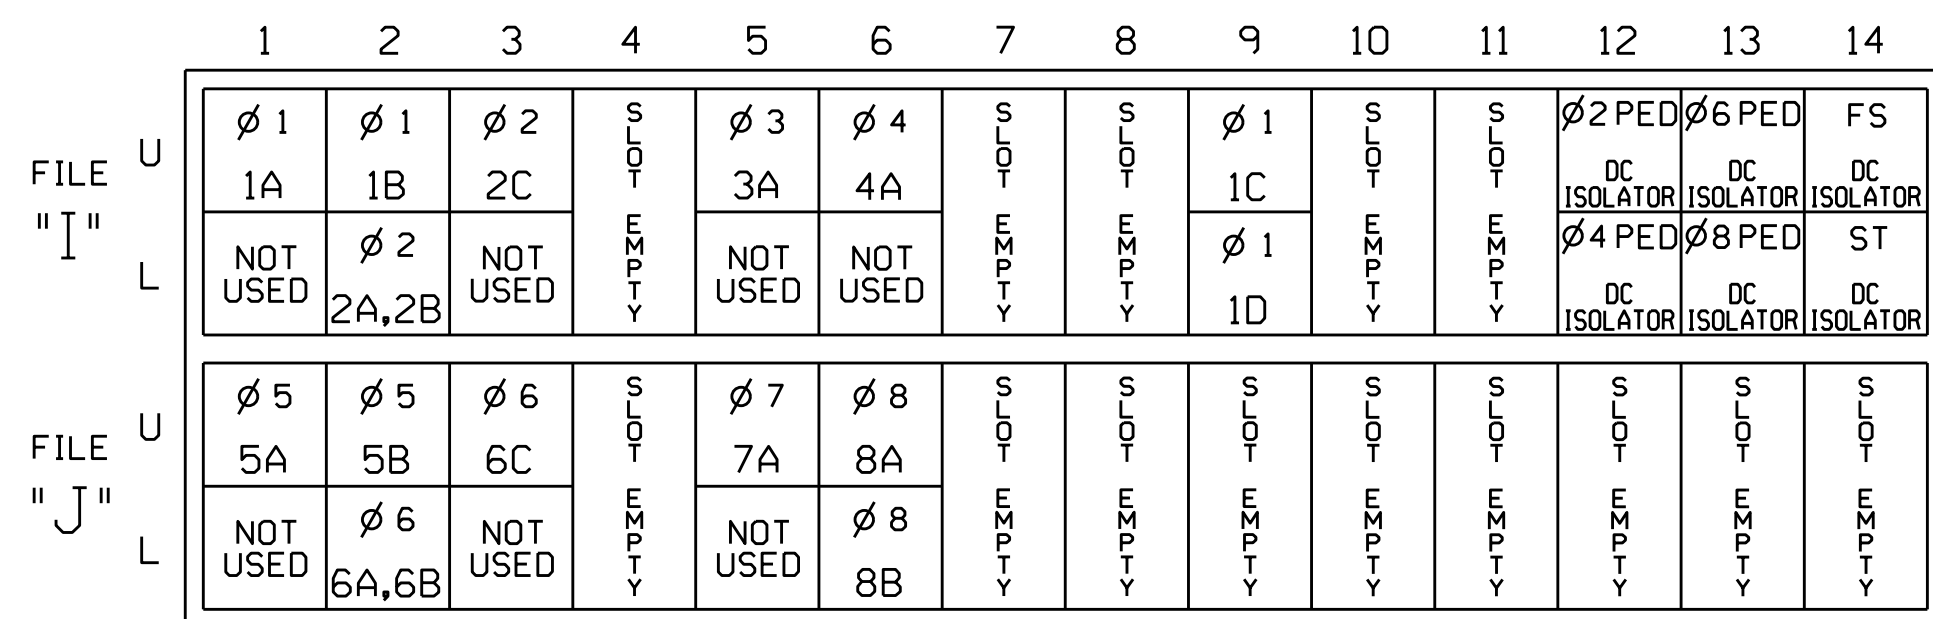 1 2 3 4 5 6 7 8 9 10 11 12 13 14
FILE "I"
U
Ø 1 1A
Ø 1 1B
Ø 2 2C
SLOT EMPTY
Ø 3 3A
Ø 4 4A
SLOT EMPTY
SLOT EMPTY
Ø 1 1C
SLOT EMPTY
SLOT EMPTY
Ø2 PED DC ISOLATOR
Ø6 PED DC ISOLATOR
FS DC ISOLATOR
L
NOT USED
Ø 2 2A,2B
NOT USED
NOT USED
NOT USED
Ø 1 1D
Ø4 PED DC ISOLATOR
Ø8 PED DC ISOLATOR
ST DC ISOLATOR
FILE "J"
U
Ø 5 5A
Ø 5 5B
Ø 6 6C
SLOT EMPTY
Ø 7 7A
Ø 8 8A
SLOT EMPTY
SLOT EMPTY
SLOT EMPTY
SLOT EMPTY
SLOT EMPTY
SLOT EMPTY
SLOT EMPTY
SLOT EMPTY
L
NOT USED
Ø 6 6A,6B
NOT USED
NOT USED
Ø 8 8B